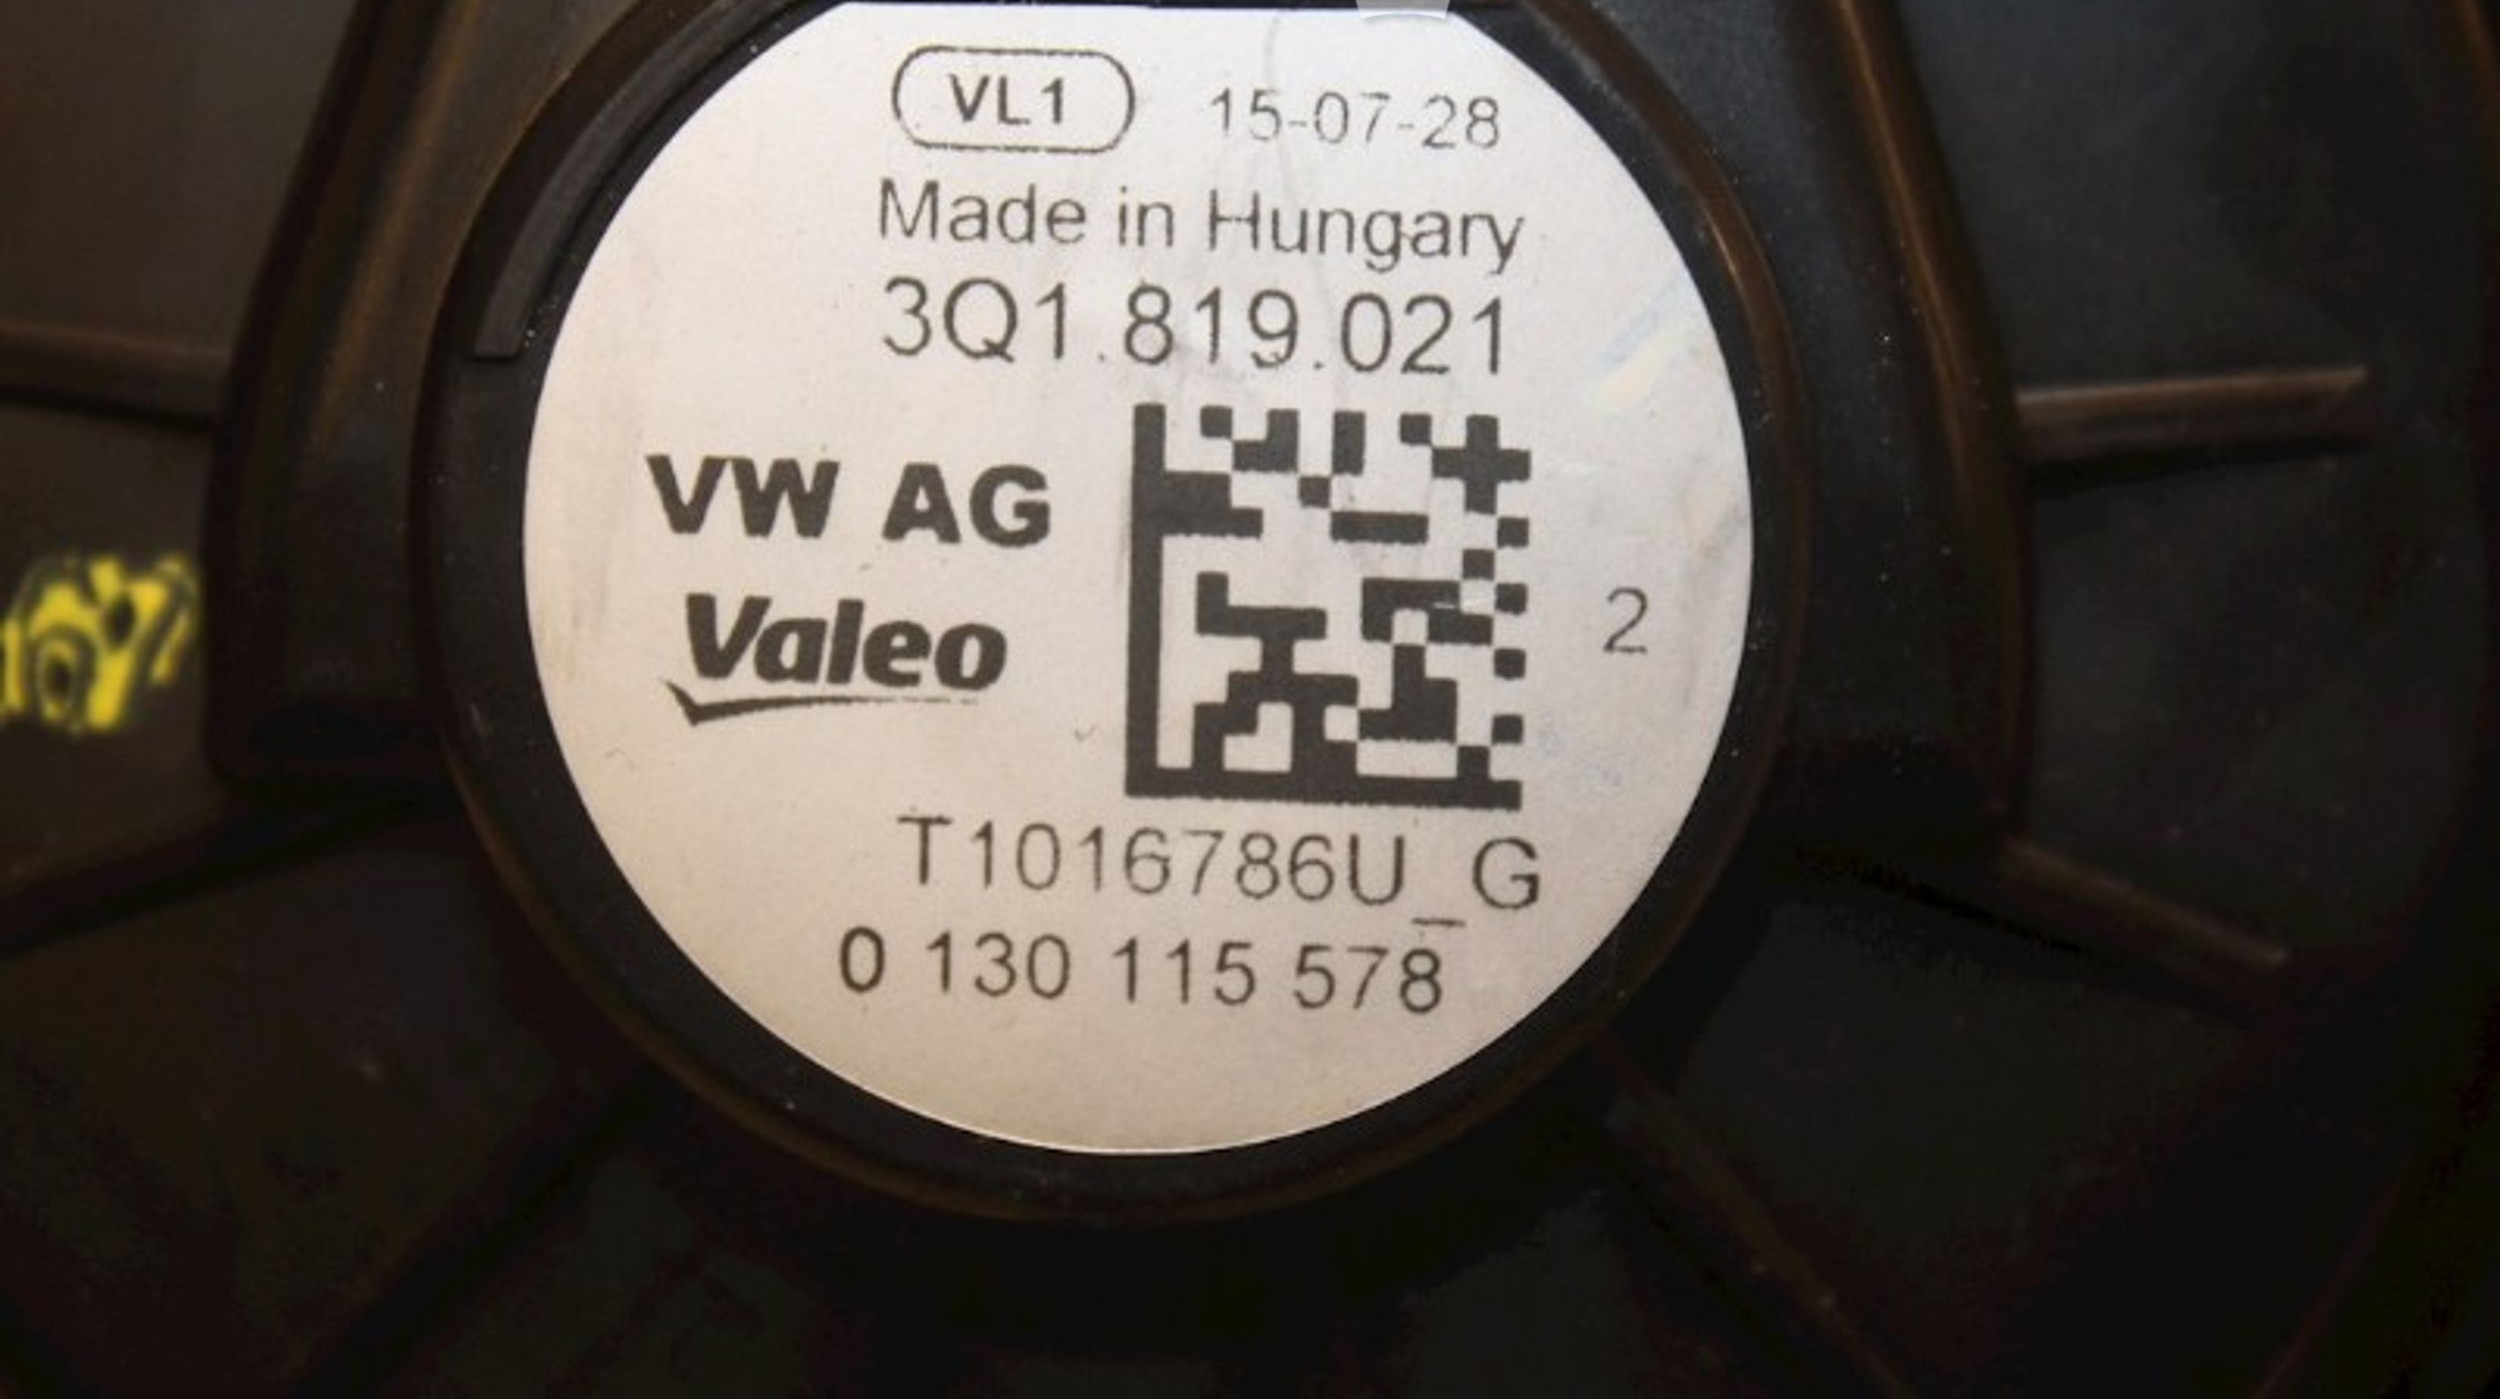 VL1 15-07-28
Made in Hungary
3Q1.819.021
VW AG
Valeo
2
T1016786U_G
0 130 115 578